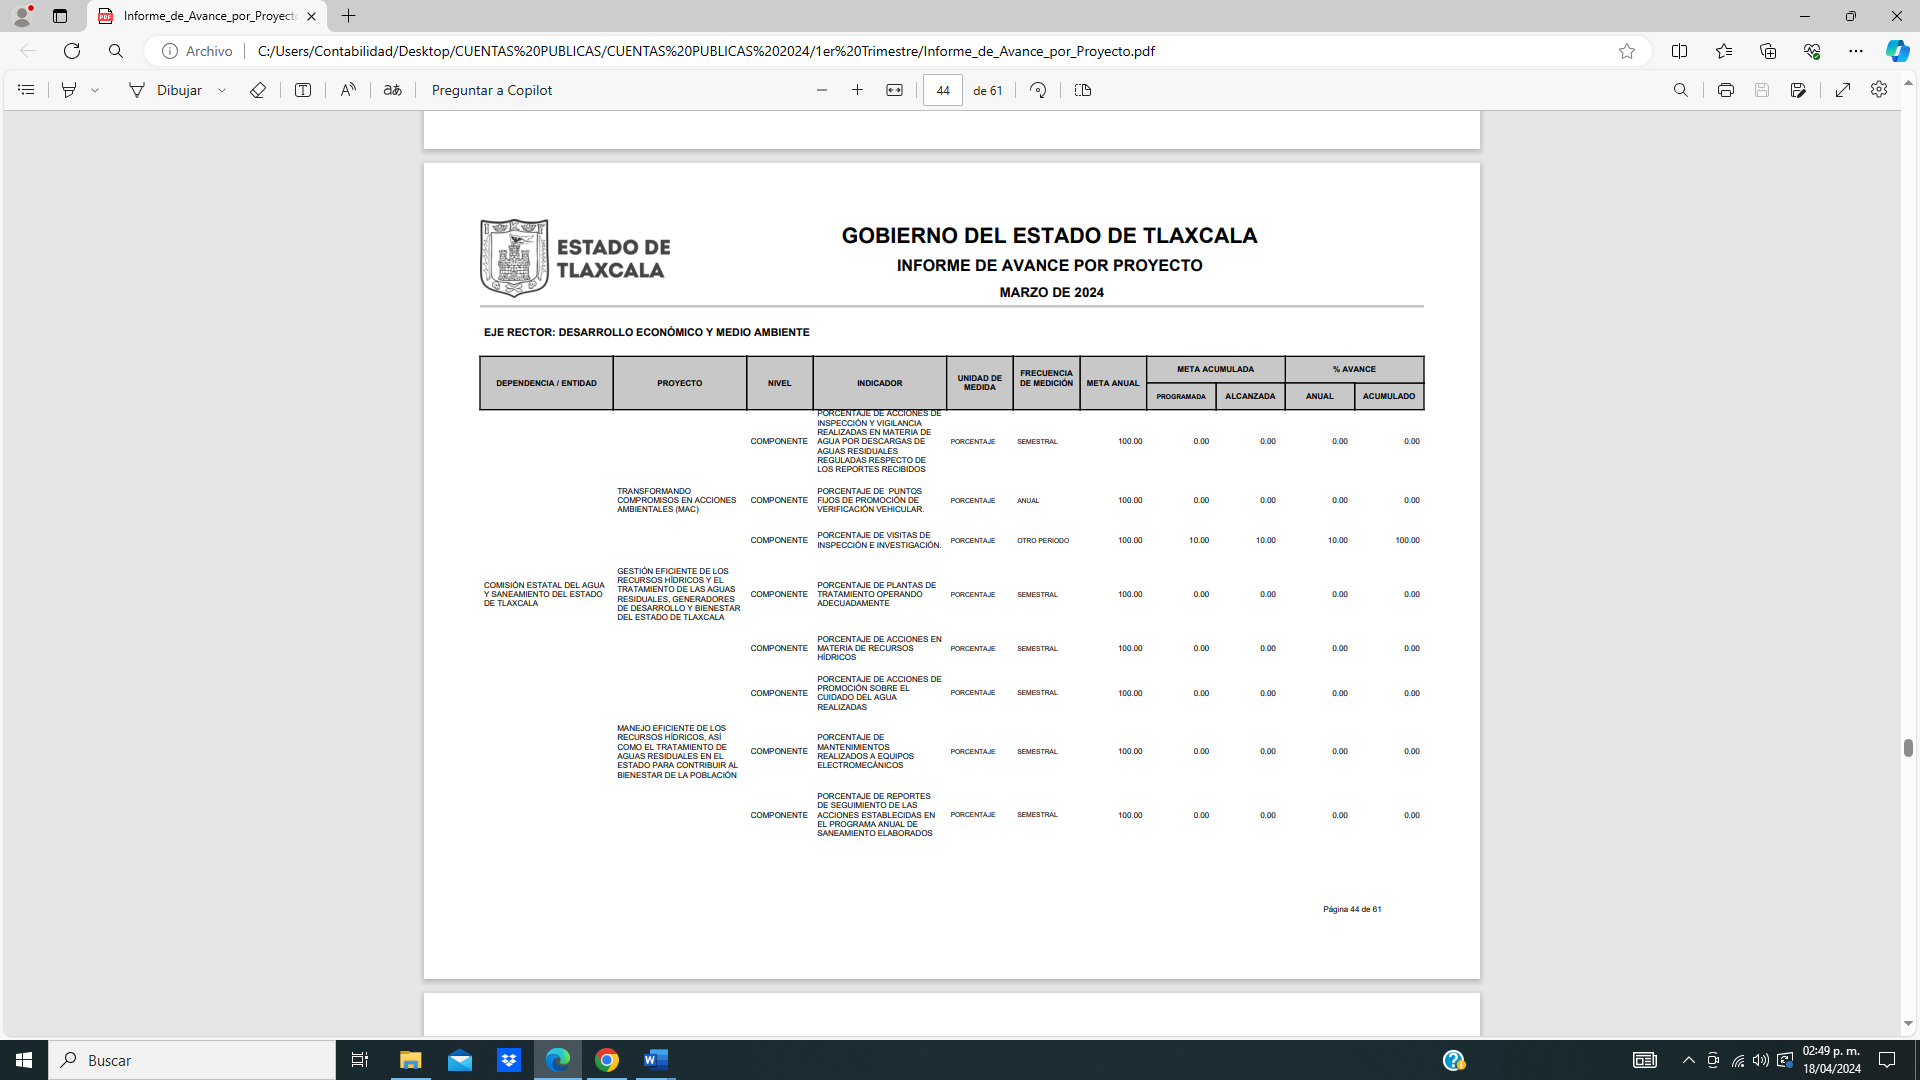 Informe_de_Avance_por_Proyecto
Archivo
C:/Users/Contabilidad/Desktop/CUENTAS%20PUBLICAS/CUENTAS%20PUBLICAS%202024/1er%20Trimestre/Informe_de_Avance_por_Proyecto.pdf
Dibujar
aあ
Preguntar a Copilot
44 de 61
ESTADO DE
TLAXCALA
GOBIERNO DEL ESTADO DE TLAXCALA
INFORME DE AVANCE POR PROYECTO
MARZO DE 2024
EJE RECTOR: DESARROLLO ECONÓMICO Y MEDIO AMBIENTE
DEPENDENCIA / ENTIDAD
PROYECTO
NIVEL
INDICADOR
UNIDAD DE
MEDIDA
FRECUENCIA
DE MEDICIÓN
META ANUAL
META ACUMULADA
PROGRAMADA
ALCANZADA
% AVANCE
ANUAL
ACUMULADO
COMPONENTE
PORCENTAJE DE ACCIONES DE
INSPECCIÓN Y VIGILANCIA
REALIZADAS EN MATERIA DE
AGUA POR DESCARGAS DE
AGUAS RESIDUALES
REGULADAS RESPECTO DE
LOS REPORTES RECIBIDOS
PORCENTAJE SEMESTRAL 100.00 0.00 0.00 0.00 0.00
TRANSFORMANDO
COMPROMISOS EN ACCIONES
AMBIENTALES (MAC)
COMPONENTE
PORCENTAJE DE PUNTOS
FIJOS DE PROMOCIÓN DE
VERIFICACIÓN VEHICULAR.
PORCENTAJE ANUAL 100.00 0.00 0.00 0.00 0.00
COMPONENTE
PORCENTAJE DE VISITAS DE
INSPECCIÓN E INVESTIGACIÓN.
PORCENTAJE OTRO PERIODO 100.00 10.00 10.00 10.00 100.00
COMISIÓN ESTATAL DEL AGUA
Y SANEAMIENTO DEL ESTADO
DE TLAXCALA
GESTIÓN EFICIENTE DE LOS
RECURSOS HÍDRICOS Y EL
TRATAMIENTO DE LAS AGUAS
RESIDUALES, GENERADORES
DE DESARROLLO Y BIENESTAR
DEL ESTADO DE TLAXCALA
COMPONENTE
PORCENTAJE DE PLANTAS DE
TRATAMIENTO OPERANDO
ADECUADAMENTE
PORCENTAJE SEMESTRAL 100.00 0.00 0.00 0.00 0.00
COMPONENTE
PORCENTAJE DE ACCIONES EN
MATERIA DE RECURSOS
HÍDRICOS
PORCENTAJE SEMESTRAL 100.00 0.00 0.00 0.00 0.00
COMPONENTE
PORCENTAJE DE ACCIONES DE
PROMOCIÓN SOBRE EL
CUIDADO DEL AGUA
REALIZADAS
PORCENTAJE SEMESTRAL 100.00 0.00 0.00 0.00 0.00
MANEJO EFICIENTE DE LOS
RECURSOS HÍDRICOS, ASÍ
COMO EL TRATAMIENTO DE
AGUAS RESIDUALES EN EL
ESTADO PARA CONTRIBUIR AL
BIENESTAR DE LA POBLACIÓN
COMPONENTE
PORCENTAJE DE
MANTENIMIENTOS
REALIZADOS A EQUIPOS
ELECTROMECÁNICOS
PORCENTAJE SEMESTRAL 100.00 0.00 0.00 0.00 0.00
COMPONENTE
PORCENTAJE DE REPORTES
DE SEGUIMIENTO DE LAS
ACCIONES ESTABLECIDAS EN
EL PROGRAMA ANUAL DE
SANEAMIENTO ELABORADOS
PORCENTAJE SEMESTRAL 100.00 0.00 0.00 0.00 0.00
Página 44 de 61
Buscar
02:49 p. m.
18/04/2024